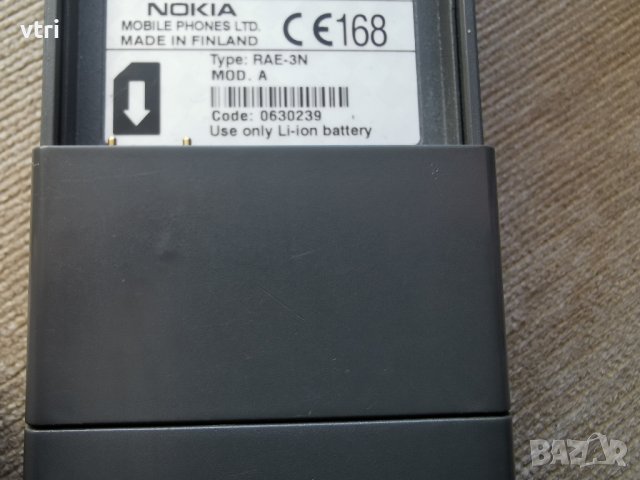 vtri
NOKIA
MOBILE PHONES LTD.
MADE IN FINLAND
CE168
Type: RAE-3N
MOD. A
Code: 0630239
Use only Li-ion battery
BAZAR